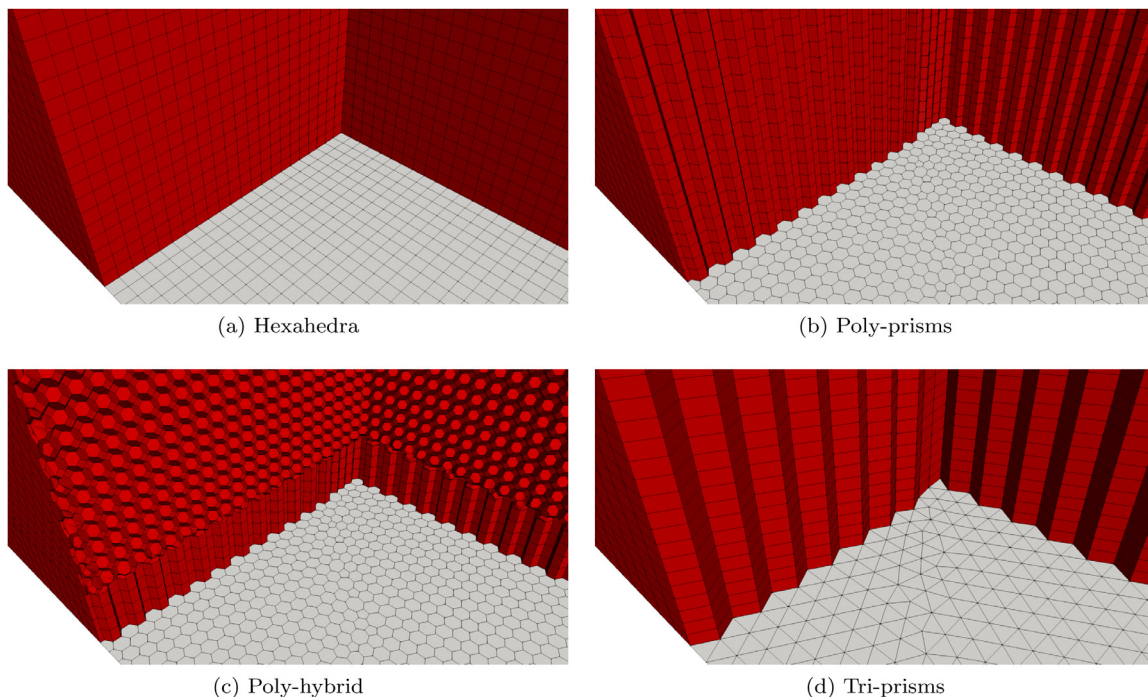 (a) Hexahedra
(b) Poly-prisms
(c) Poly-hybrid
(d) Tri-prisms